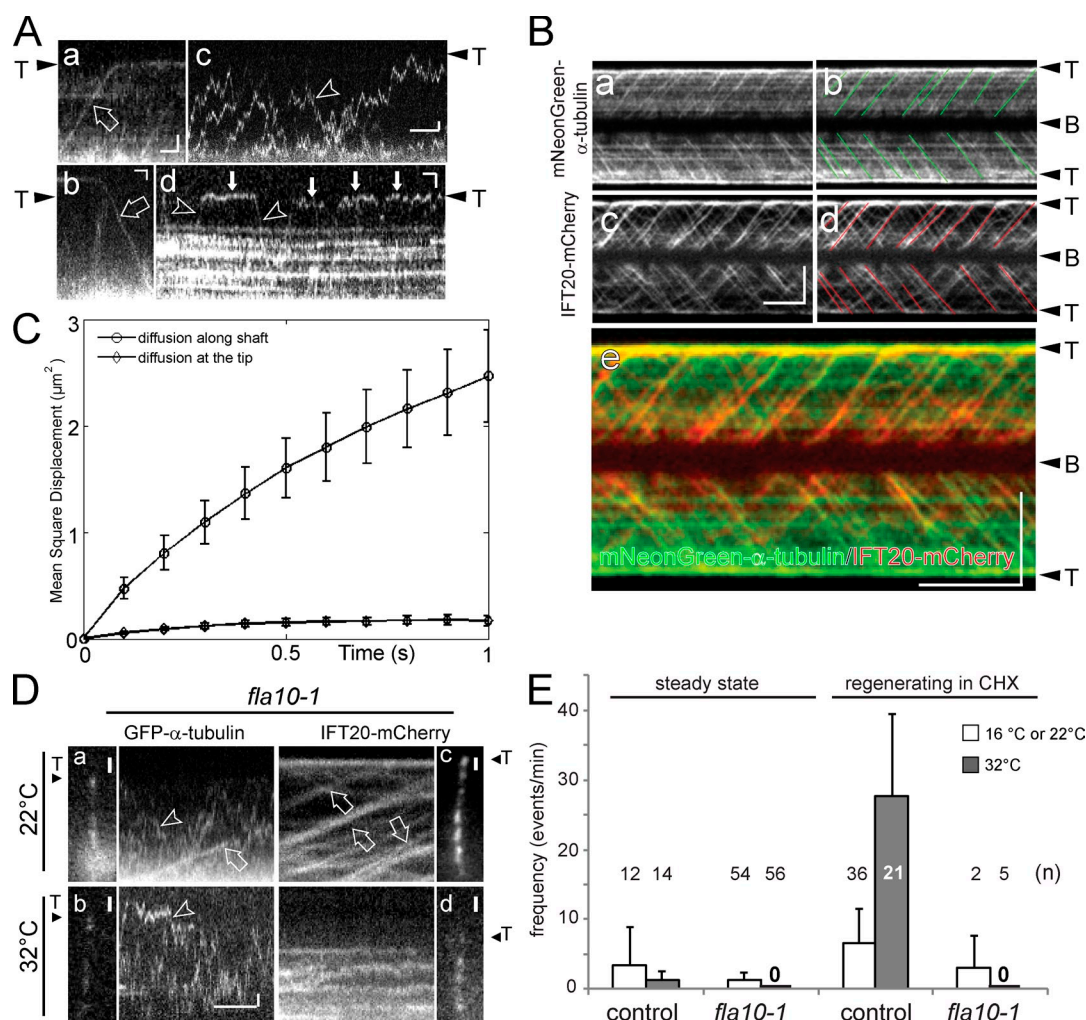 A
a
c
T
T
b
d
T
T
B
mNeonGreen-
α-tubulin
a
b
T
B
T
IFT20-mCherry
c
d
T
B
T
e
T
B
mNeonGreen-α-tubulin/IFT20-mCherry
T
C
Mean Square Displacement (µm²)
3
2
1
0
diffusion along shaft
diffusion at the tip
0
0.5
Time (s)
1
D
fla10-1
GFP-α-tubulin
IFT20-mCherry
22°C
T
a
c
T
32°C
T
b
d
T
E
steady state
regenerating in CHX
frequency (events/min)
40
30
20
10
0
16 °C or 22°C
32°C
12 14 54 56 36 21 2 5 (n)
0 0
control fla10-1 control fla10-1